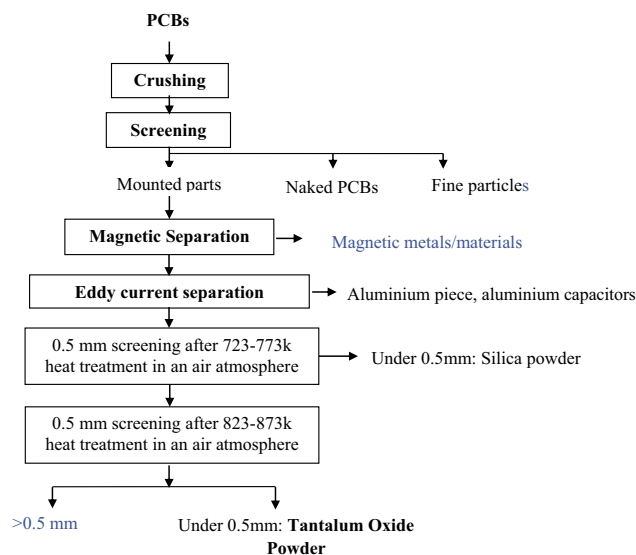 PCBs
Crushing
Screening
Mounted parts
Naked PCBs
Fine particles
Magnetic Separation
Magnetic metals/materials
Eddy current separation
Aluminium piece, aluminium capacitors
0.5 mm screening after 723-773k
heat treatment in an air atmosphere
Under 0.5mm: Silica powder
0.5 mm screening after 823-873k
heat treatment in an air atmosphere
>0.5 mm
Under 0.5mm: Tantalum Oxide
Powder